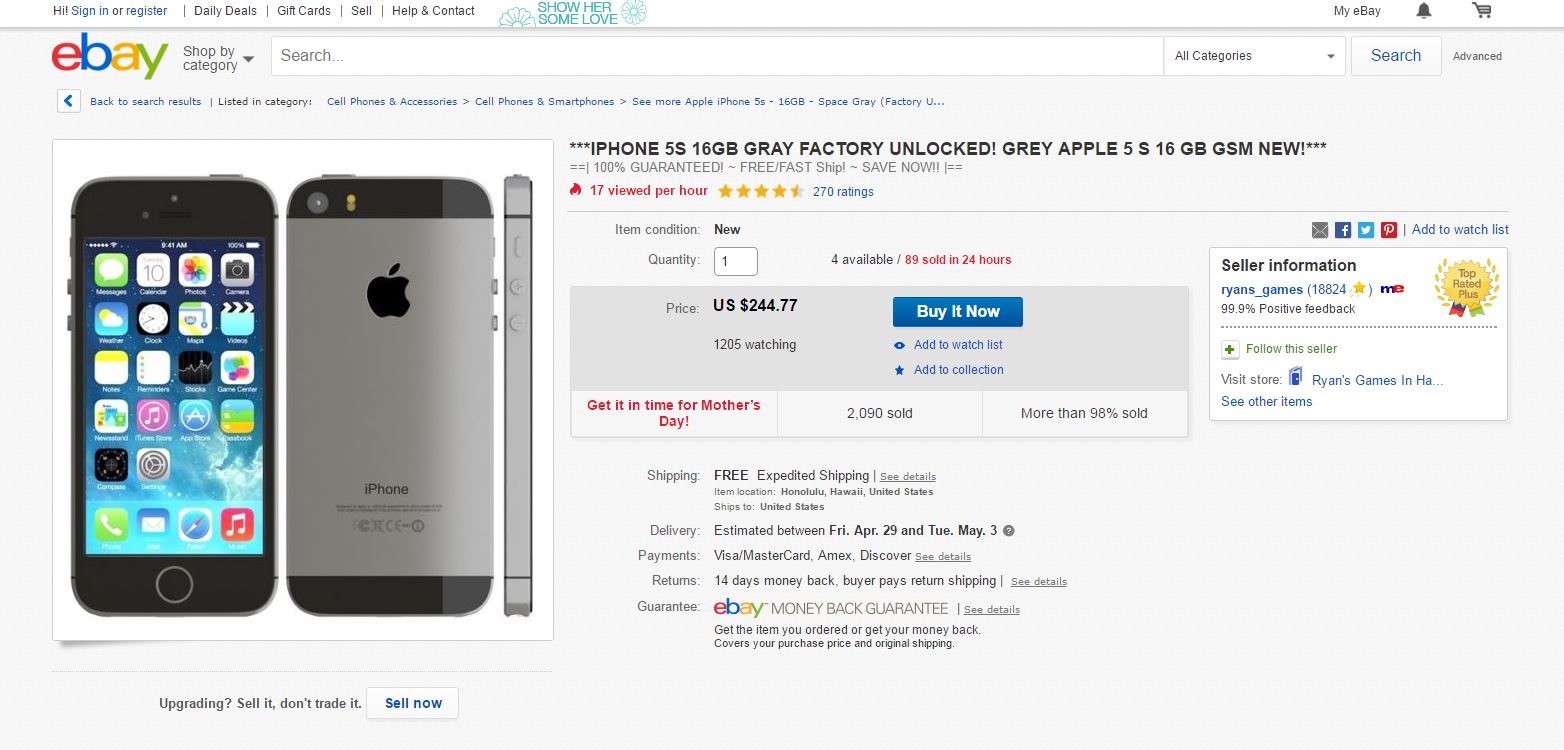 Hi! Sign in or register | Daily Deals | Gift Cards | Sell | Help & Contact
SHOW HER
SOME LOVE
My eBay
ebay
Shop by
category
Search...
All Categories
Search
Advanced
Back to search results | Listed in category: Cell Phones & Accessories > Cell Phones & Smartphones > See more Apple iPhone 5s - 16GB - Space Gray (Factory U...
9:41 AM
100%
Messages Calendar Photos Camera
10
Weather Clock Maps Videos
Notes Reminders Stocks Game Center
Newsstand iTunes Store App Store Passbook
Compass Settings
Phone Mail Safari Music
iPhone
***IPHONE 5S 16GB GRAY FACTORY UNLOCKED! GREY APPLE 5 S 16 GB GSM NEW!***
==| 100% GUARANTEED! ~ FREE/FAST Ship! ~ SAVE NOW!! |==
17 viewed per hour
270 ratings
Item condition: New
Quantity: 1
4 available / 89 sold in 24 hours
Price: US $244.77
Buy It Now
1205 watching
Add to watch list
Add to collection
Get it in time for Mother's
Day!
2,090 sold
More than 98% sold
Shipping: FREE Expedited Shipping | See details
Item location: Honolulu, Hawaii, United States
Ships to: United States
Delivery: Estimated between Fri. Apr. 29 and Tue. May. 3 ?
Payments: Visa/MasterCard, Amex, Discover See details
Returns: 14 days money back, buyer pays return shipping | See details
Guarantee: ebay MONEY BACK GUARANTEE | See details
Get the item you ordered or get your money back.
Covers your purchase price and original shipping.
| Add to watch list
Seller information
ryans_games (18824 ) me
99.9% Positive feedback
Top
Rated
Plus
Follow this seller
Visit store: Ryan's Games In Ha...
See other items
Upgrading? Sell it, don't trade it. Sell now